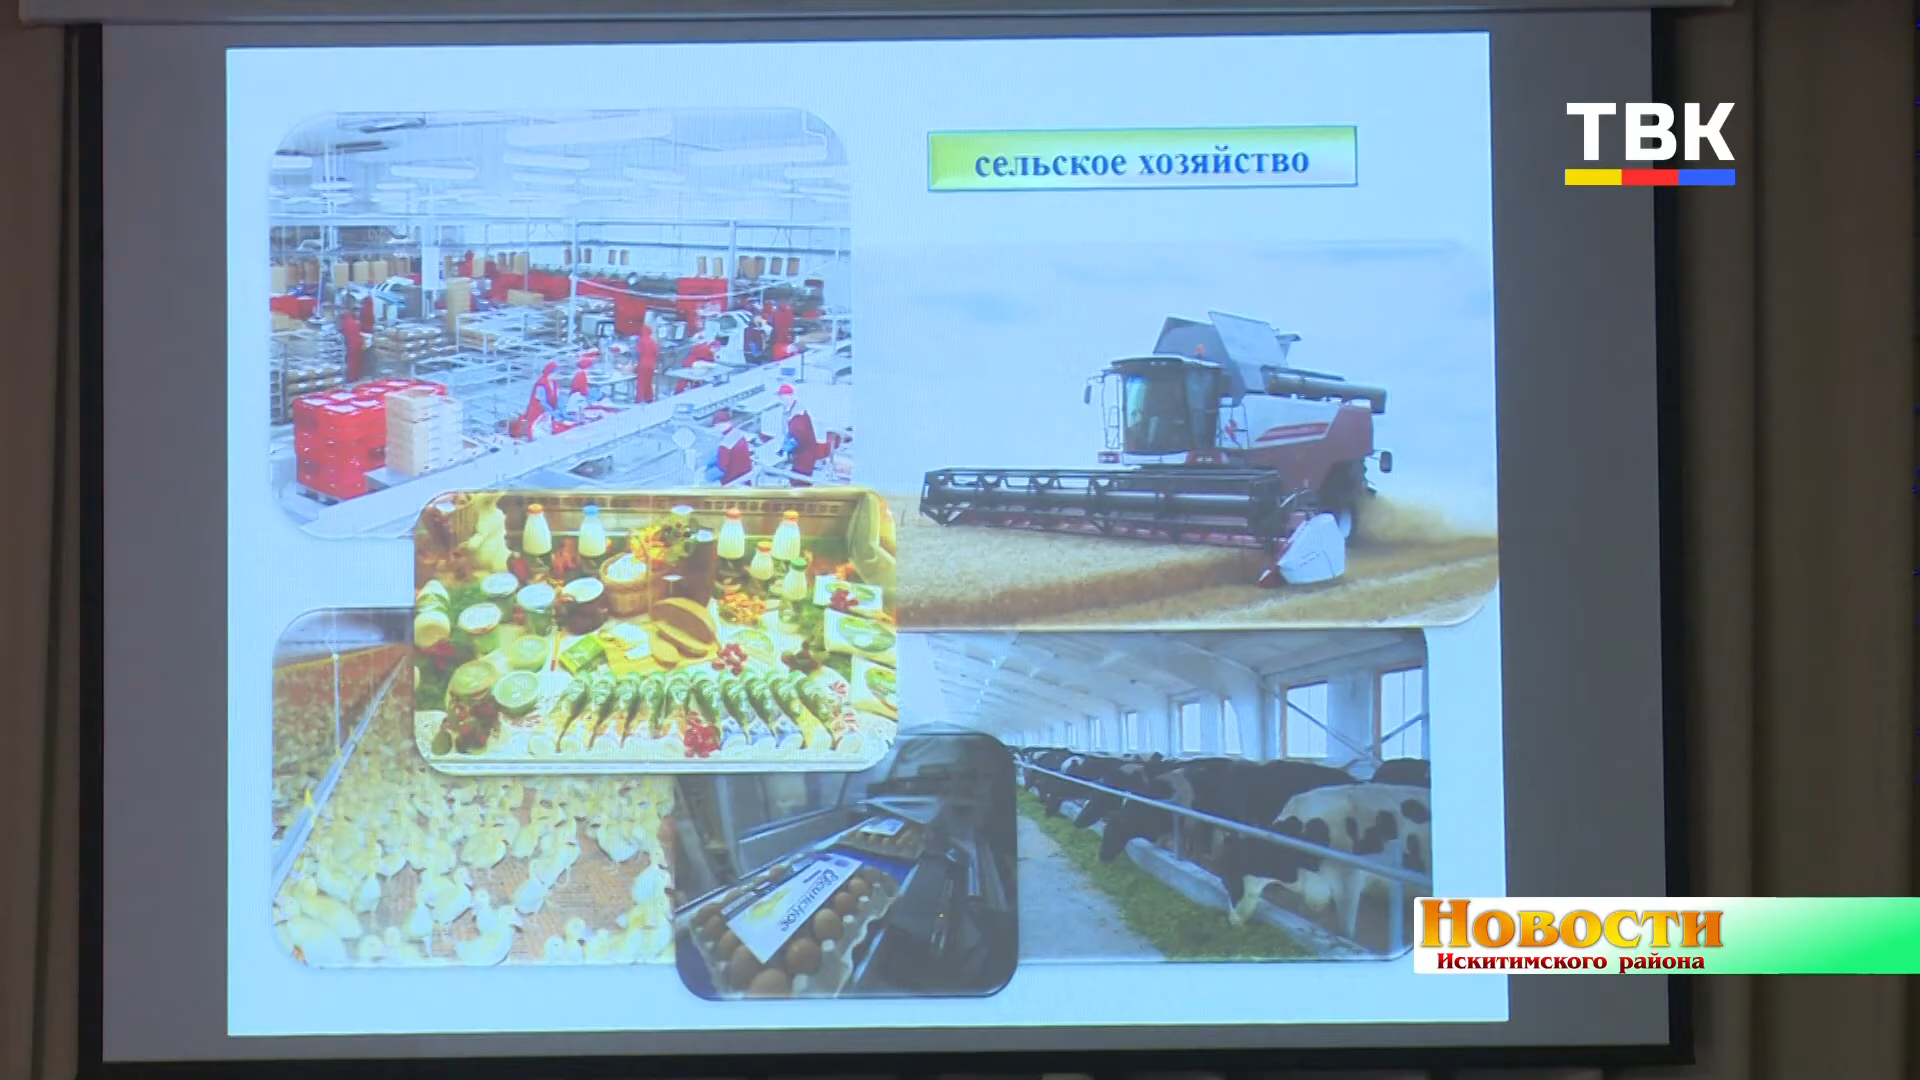 сельское хозяйство
ТВК
Новости
Искитимского района